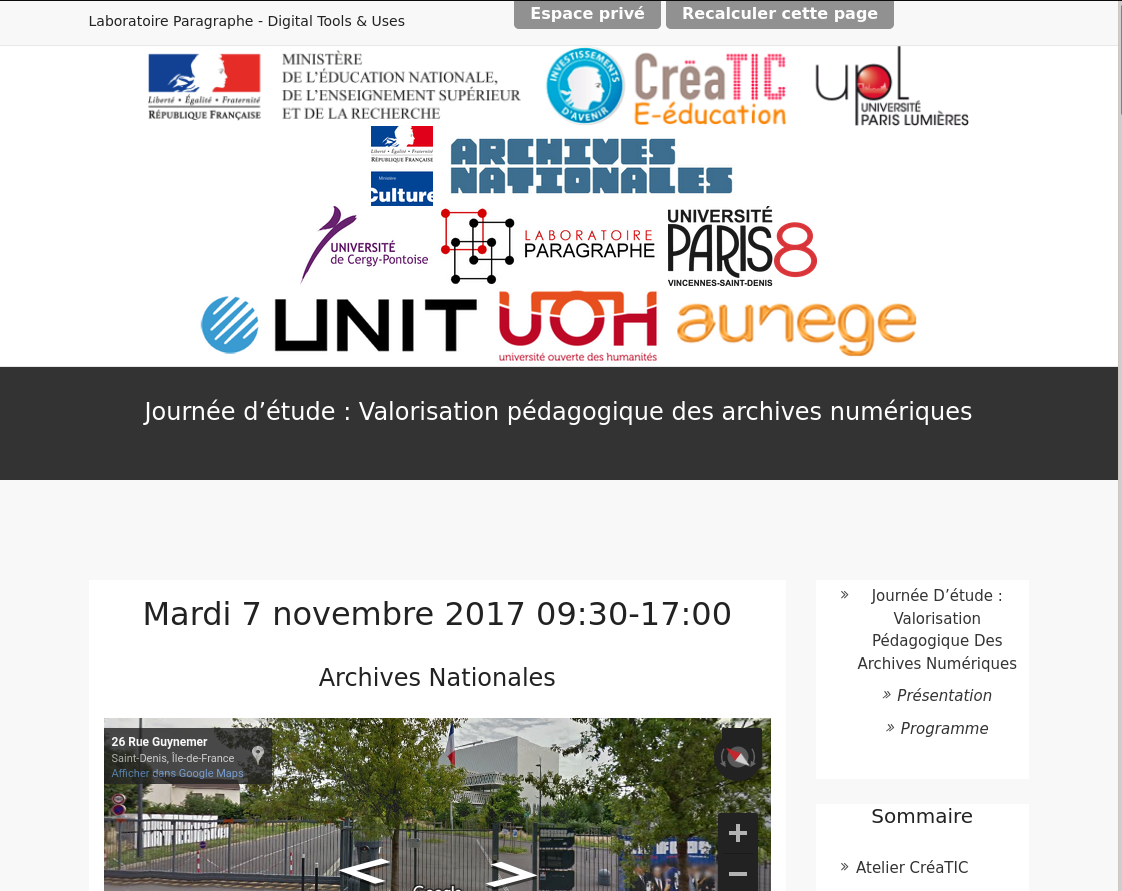 Laboratoire Paragraphe - Digital Tools & Uses
Espace privé
Recalculer cette page
Liberté • Égalité • Fraternité
RÉPUBLIQUE FRANÇAISE
MINISTÈRE
DE L'ÉDUCATION NATIONALE,
DE L'ENSEIGNEMENT SUPÉRIEUR
ET DE LA RECHERCHE
INVESTISSEMENTS
D'AVENIR
CrëaTIC
E-éducation
upl
UNIVERSITÉ
PARIS LUMIÈRES
Liberté • Égalité • Fraternité
RÉPUBLIQUE FRANÇAISE
Ministère
Culture
ARCHIVES
NATIONALES
UNIVERSITÉ
de Cergy-Pontoise
LABORATOIRE
PARAGRAPHE
UNIVERSITÉ
PARIS8
VINCENNES-SAINT-DENIS
UNIT
UOH
université ouverte des humanités
aunege
Journée d’étude : Valorisation pédagogique des archives numériques
Mardi 7 novembre 2017 09:30-17:00
Archives Nationales
26 Rue Guynemer
Saint-Denis, Île-de-France
Afficher dans Google Maps
Google
» Journée D’étude :
Valorisation
Pédagogique Des
Archives Numériques
» Présentation
» Programme
Sommaire
» Atelier CréaTIC